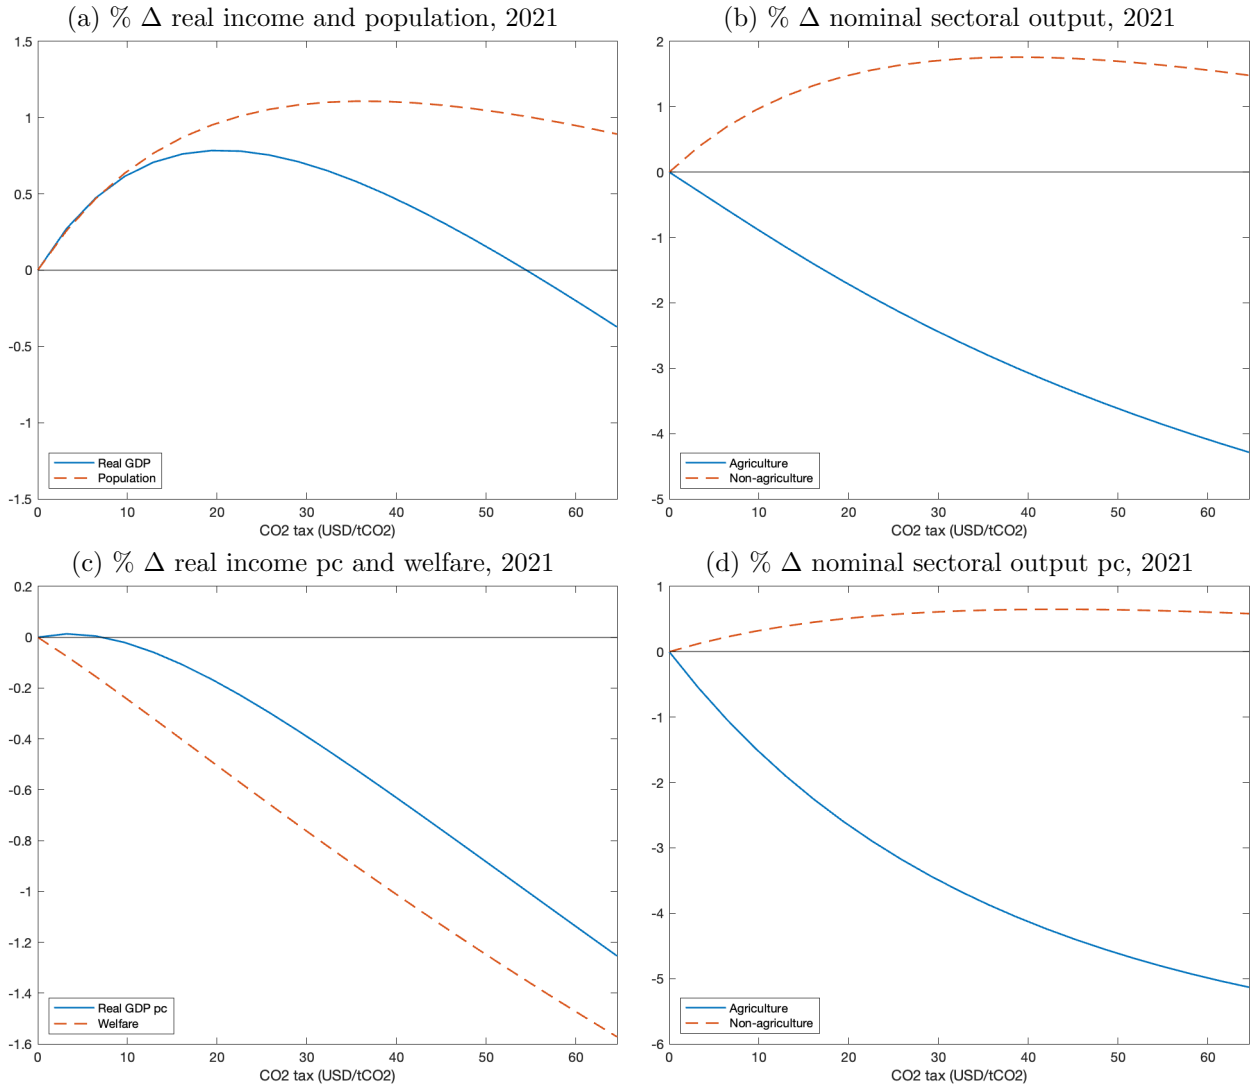 (a) % Δ real income and population, 2021
1.5
1
0.5
0
-0.5
-1
-1.5
Real GDP
Population
0 10 20 30 40 50 60
CO2 tax (USD/tCO2)
(b) % Δ nominal sectoral output, 2021
2
1
0
-1
-2
-3
-4
-5
Agriculture
Non-agriculture
0 10 20 30 40 50 60
CO2 tax (USD/tCO2)
(c) % Δ real income pc and welfare, 2021
0.2
0
-0.2
-0.4
-0.6
-0.8
-1
-1.2
-1.4
-1.6
Real GDP pc
Welfare
0 10 20 30 40 50 60
CO2 tax (USD/tCO2)
(d) % Δ nominal sectoral output pc, 2021
1
0
-1
-2
-3
-4
-5
-6
Agriculture
Non-agriculture
0 10 20 30 40 50 60
CO2 tax (USD/tCO2)